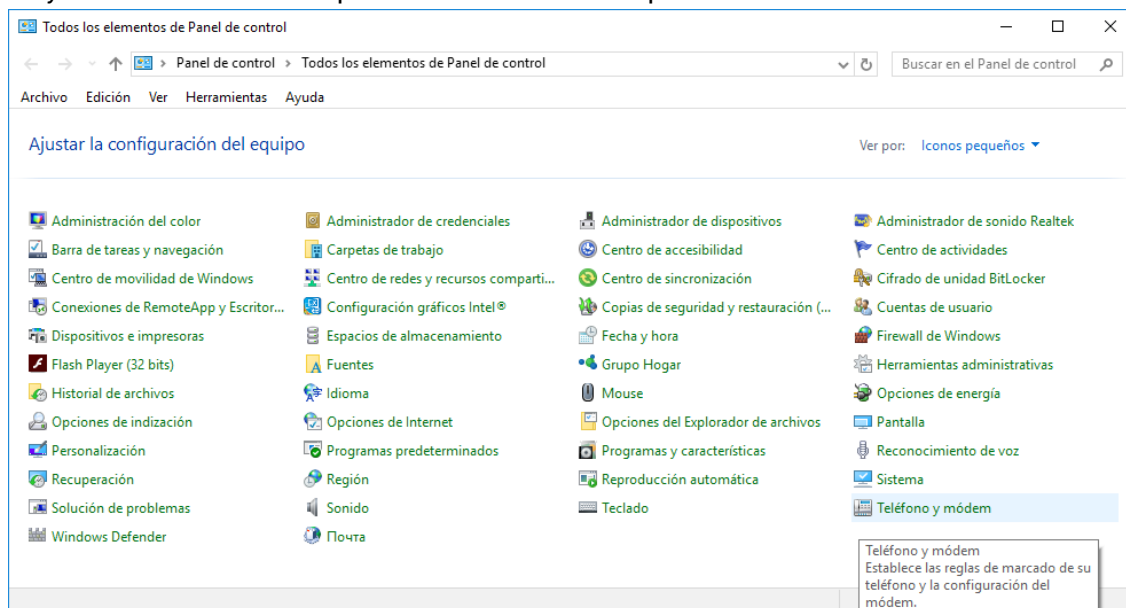 Todos los elementos de Panel de control
Panel de control > Todos los elementos de Panel de control
Buscar en el Panel de control
Archivo Edición Ver Herramientas Ayuda
Ajustar la configuración del equipo
Ver por: Iconos pequeños
Administración del color
Administrador de credenciales
Administrador de dispositivos
Administrador de sonido Realtek
Barra de tareas y navegación
Carpetas de trabajo
Centro de accesibilidad
Centro de actividades
Centro de movilidad de Windows
Centro de redes y recursos comparti...
Centro de sincronización
Cifrado de unidad BitLocker
Conexiones de RemoteApp y Escritor...
Configuración gráficos Intel®
Copias de seguridad y restauración (...
Cuentas de usuario
Dispositivos e impresoras
Espacios de almacenamiento
Fecha y hora
Firewall de Windows
Flash Player (32 bits)
Fuentes
Grupo Hogar
Herramientas administrativas
Historial de archivos
Idioma
Mouse
Opciones de energía
Opciones de indización
Opciones de Internet
Opciones del Explorador de archivos
Pantalla
Personalización
Programas predeterminados
Programas y características
Reconocimiento de voz
Recuperación
Región
Reproducción automática
Sistema
Solución de problemas
Sonido
Teclado
Teléfono y módem
Windows Defender
Почта
Teléfono y módem
Establece las reglas de marcado de su
teléfono y la configuración del
módem.